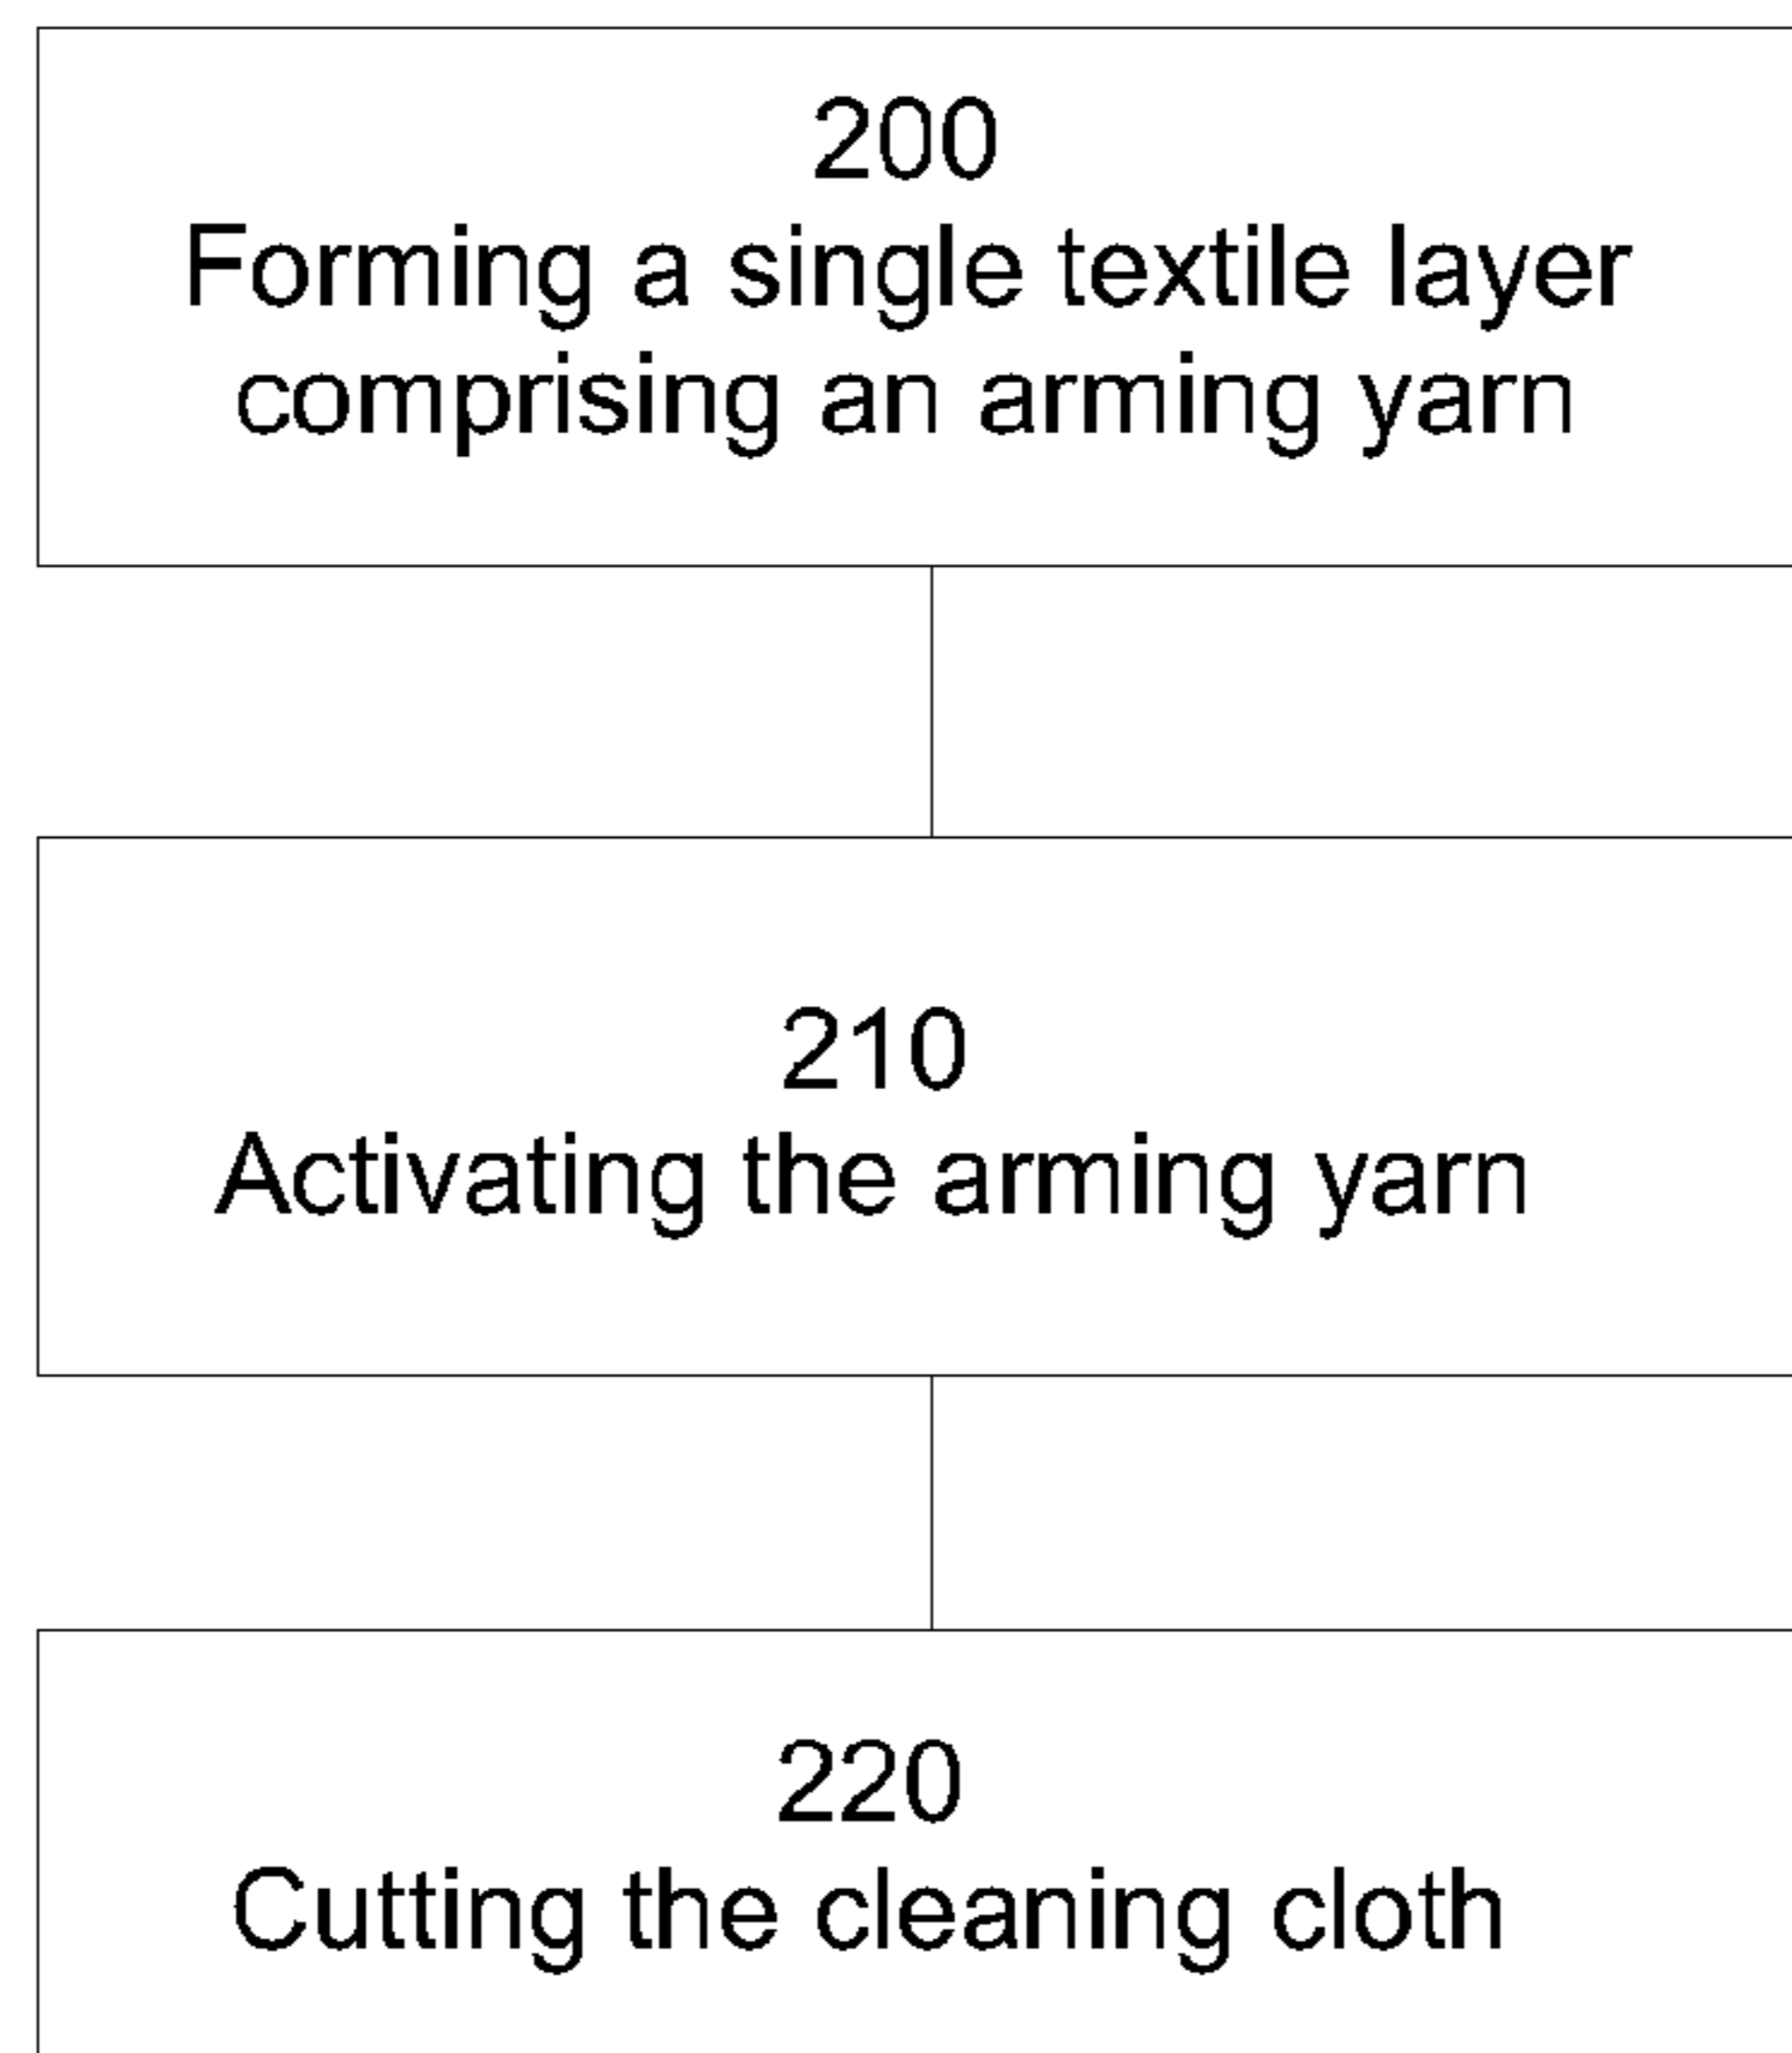 200
Forming a single textile layer
comprising an arming yarn
210
Activating the arming yarn
220
Cutting the cleaning cloth